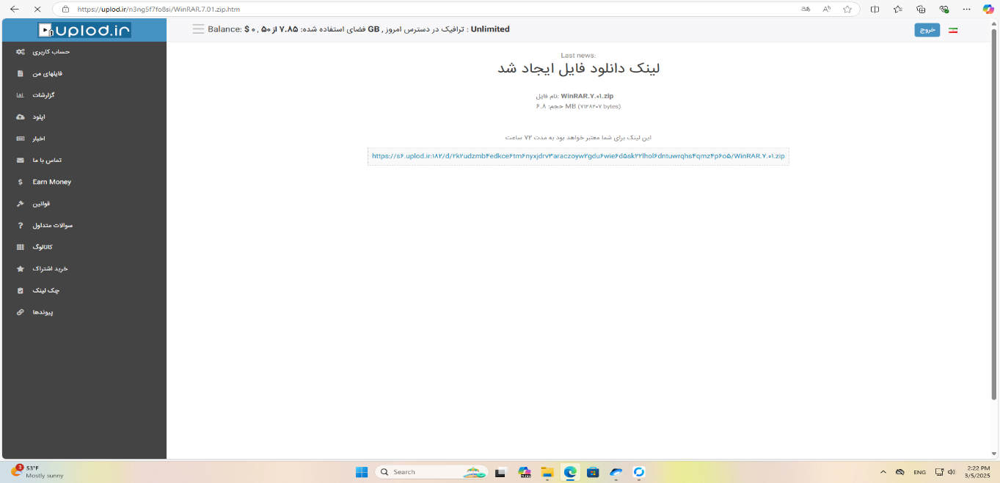 https://uplod.ir/n3ng5f7fo8si/WinRAR.7.01.zip.htm
uplod.ir
Balance: $ ۰ , ۵۰ از ۷.۸۵ :فضای استفاده شده GB , ترافیک در دسترس امروز : Unlimited
خروج
حساب کاربری
فایلهای من
گزارشات
اپلود
اخبار
تماس با ما
Earn Money
قوانین
سوالات متداول
کاتالوگ
خرید اشتراک
چک لینک
پیوندها
Last news:
لینک دانلود فایل ایجاد شد
نام فایل: WinRAR.۷.۰۱.zip
حجم: ۶.۸ MB (۷۱۲۸۲۰۷ bytes)
این لینک برای شما معتبر خواهد بود به مدت ۷۲ ساعت
https://s۶.uplod.ir:۱۸۲/d/۲k۲udzmb۴edkce۶tm۶nyxjdrv۳araczoyw۲gdu۶wie۶d۵sk۲۲lhol۶dntuwrqhs۴qmz۴p۶o۵/WinRAR.۷.۰۱.zip
3
53°F
Mostly sunny
Search
ENG
2:22 PM
3/5/2025